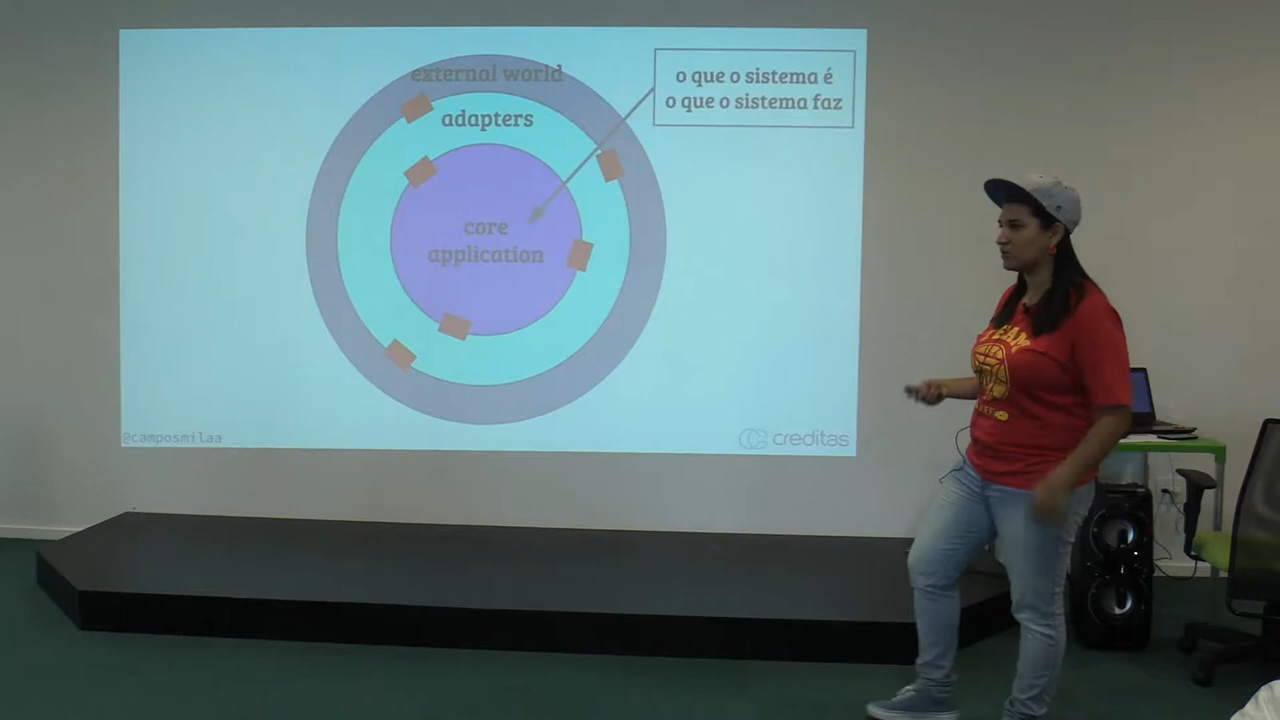 external world
adapters
core
application
o que o sistema é
o que o sistema faz
@camposmilaa
creditas